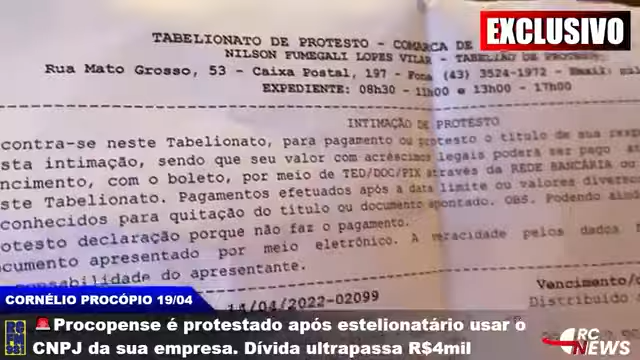 EXCLUSIVO
TABELIONATO DE PROTESTO - COMARCA DE
NILSON FUMEGALI LOPES VILAR - TABELIÃO DE PROTESTO
Rua Mato Grosso, 53 - Caixa Postal, 197 - Fone (43) 3524-1972 - Email:
EXPEDIENTE: 08h30 - 11h00 e 13h00 - 17h00
INTIMAÇÃO DE PROTESTO
contra-se neste Tabelionato, para pagamento ou protesto o título de sua
sta intimação, sendo que seu valor com acréscimos legais poderá ser pago
ncimento, com o boleto, por meio de TED/DOC/PIX através da REDE BANCÁRIA ou
ste Tabelionato. Pagamentos efetuados após a data limite ou valores diversos
conhecidos para quitação do título ou documento apontado. OBS. Podendo
otesto declaração porque não faz o pagamento.
ocumento apresentado por meio eletrônico. A veracidade pelos dados
do apresentante.
14/04/2022-02099
Vencimento/
Distribuído
CORNÉLIO PROCÓPIO 19/04
🚨Procopense é protestado após estelionatário usar o
CNPJ da sua empresa. Dívida ultrapassa R$4mil
RC
NEWS